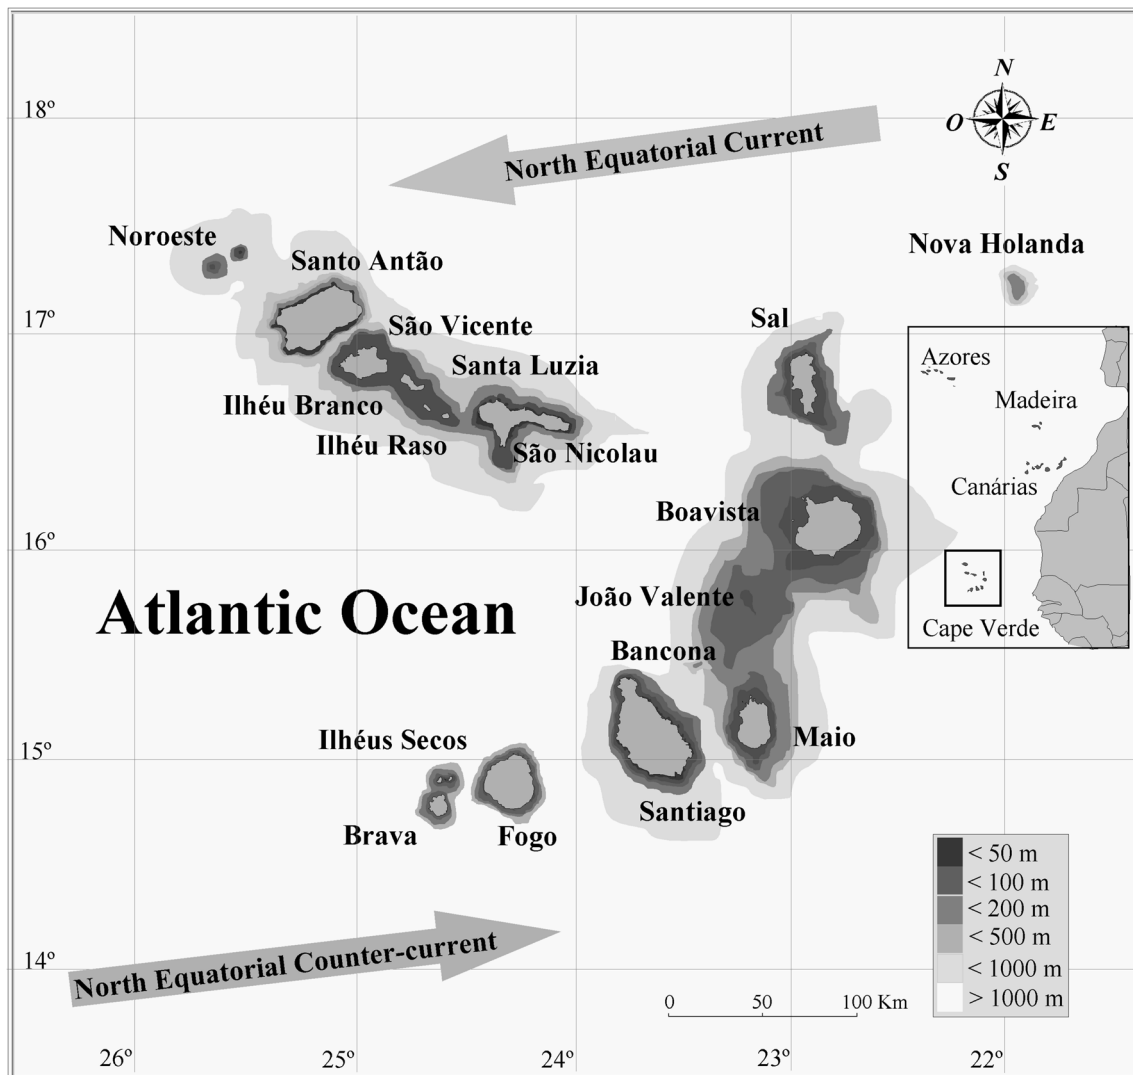 N
O
E
S
18º
North Equatorial Current
Noroeste
Nova Holanda
Santo Antão
17º
São Vicente
Sal
Santa Luzia
Azores
Madeira
Ilhéu Branco
Ilhéu Raso
São Nicolau
Canárias
Boavista
16º
Atlantic Ocean
João Valente
Cape Verde
Bancona
Ilhéus Secos
Maio
15º
Santiago
Brava
Fogo
< 50 m
< 100 m
< 200 m
< 500 m
< 1000 m
> 1000 m
North Equatorial Counter-current
14º
0 50 100 Km
26º 25º 24º 23º 22º